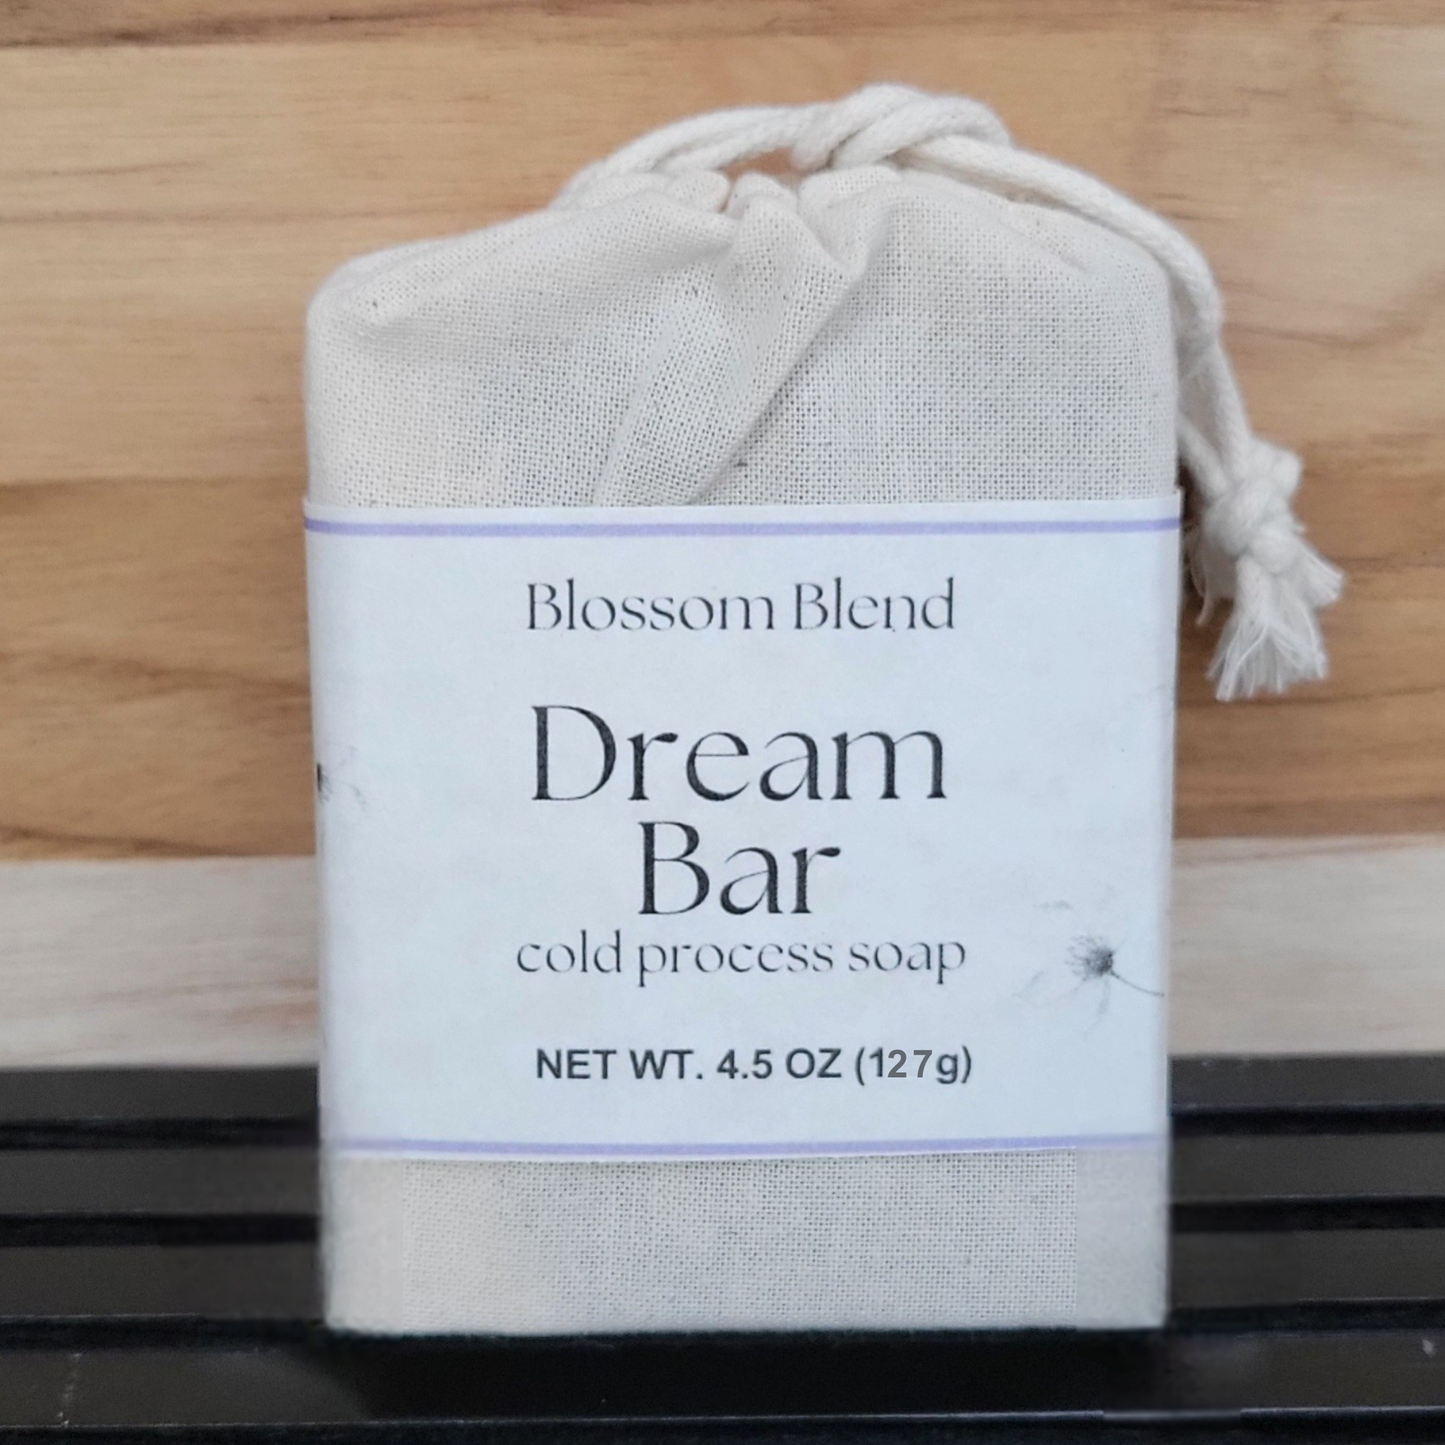 Blossom Blend
Dream
Bar
cold process soap
NET WT. 4.5 OZ (127g)